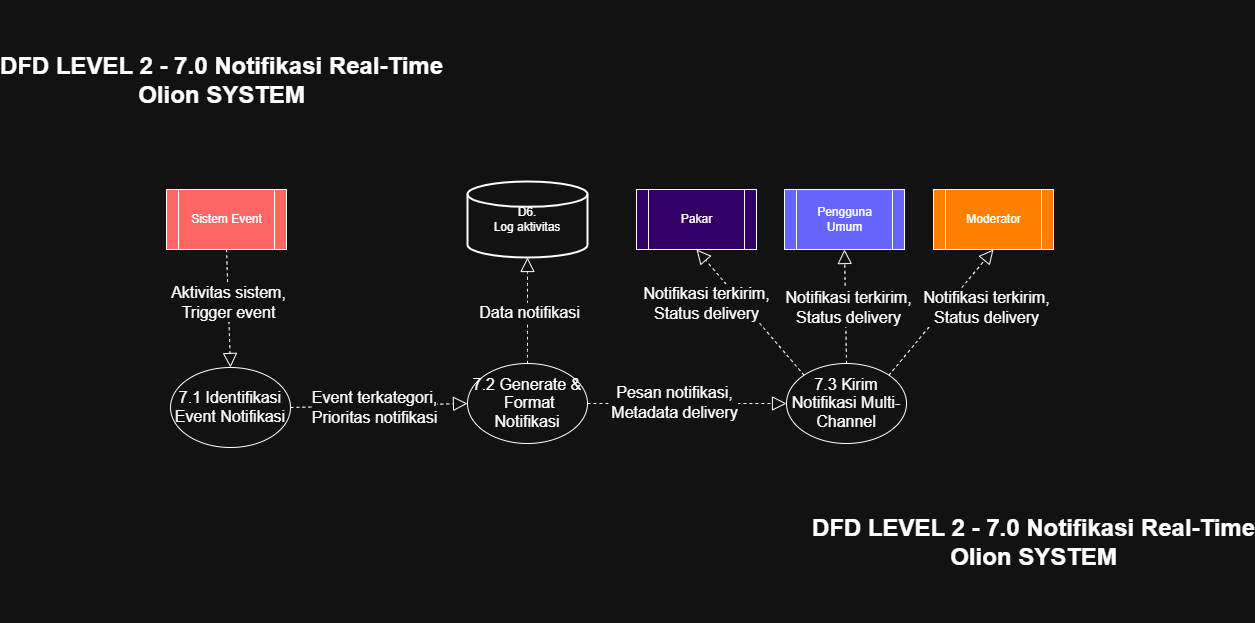 DFD LEVEL 2 - 7.0 Notifikasi Real-Time
Olion SYSTEM
Sistem Event
D6.
Log aktivitas
Pakar
Pengguna
Umum
Moderator
Aktivitas sistem,
Trigger event
Data notifikasi
Notifikasi terkirim,
Status delivery
Notifikasi terkirim,
Status delivery
Notifikasi terkirim,
Status delivery
7.1 Identifikasi
Event Notifikasi
Event terkategori,
Prioritas notifikasi
7.2 Generate &
Format
Notifikasi
Pesan notifikasi,
Metadata delivery
7.3 Kirim
Notifikasi Multi-
Channel
DFD LEVEL 2 - 7.0 Notifikasi Real-Time
Olion SYSTEM